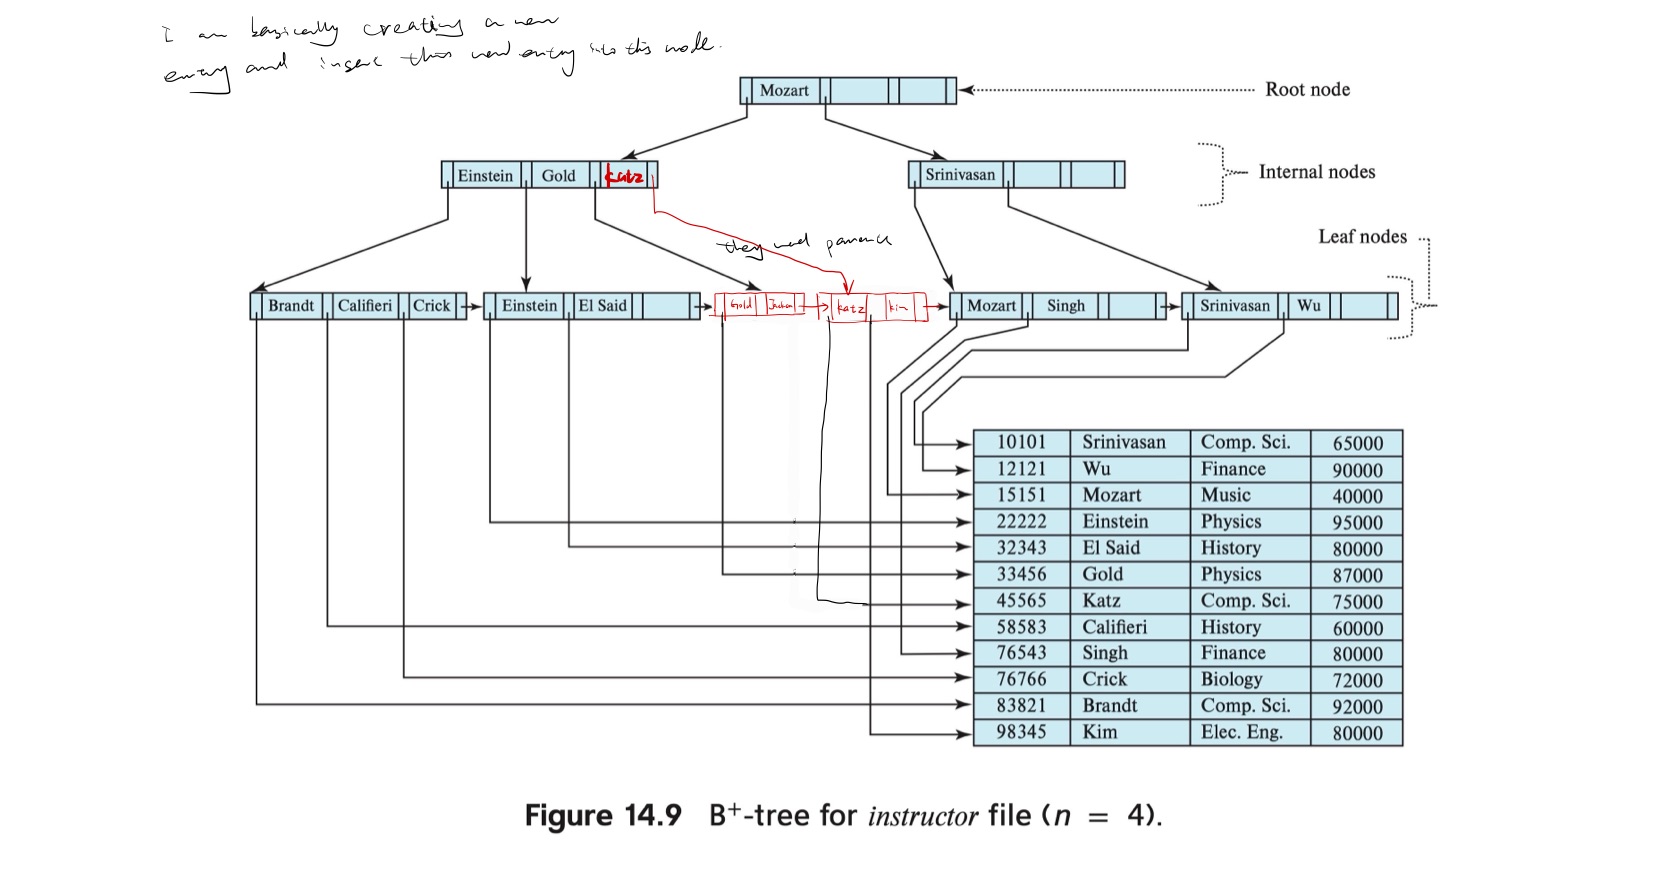 I am basically creating a new
entry and insert this new entry into this node.
Mozart
Root node
Einstein Gold Katz
Srinivasan
Internal nodes
they need
Leaf nodes
Brandt Califieri Crick Einstein El Said Gold katz kim Mozart Singh Srinivasan Wu
10101 Srinivasan Comp. Sci. 65000
12121 Wu Finance 90000
15151 Mozart Music 40000
22222 Einstein Physics 95000
32343 El Said History 80000
33456 Gold Physics 87000
45565 Katz Comp. Sci. 75000
58583 Califieri History 60000
76543 Singh Finance 80000
76766 Crick Biology 72000
83821 Brandt Comp. Sci. 92000
98345 Kim Elec. Eng. 80000
Figure 14.9 B⁺-tree for instructor file (n = 4).